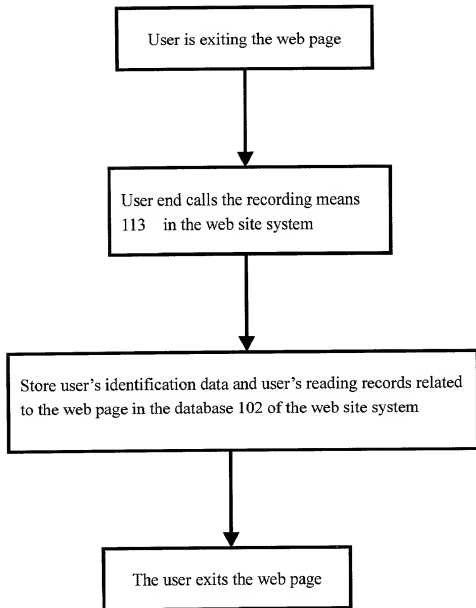 User is exiting the web page
User end calls the recording means
113 in the web site system
Store user's identification data and user's reading records related
to the web page in the database 102 of the web site system
The user exits the web page